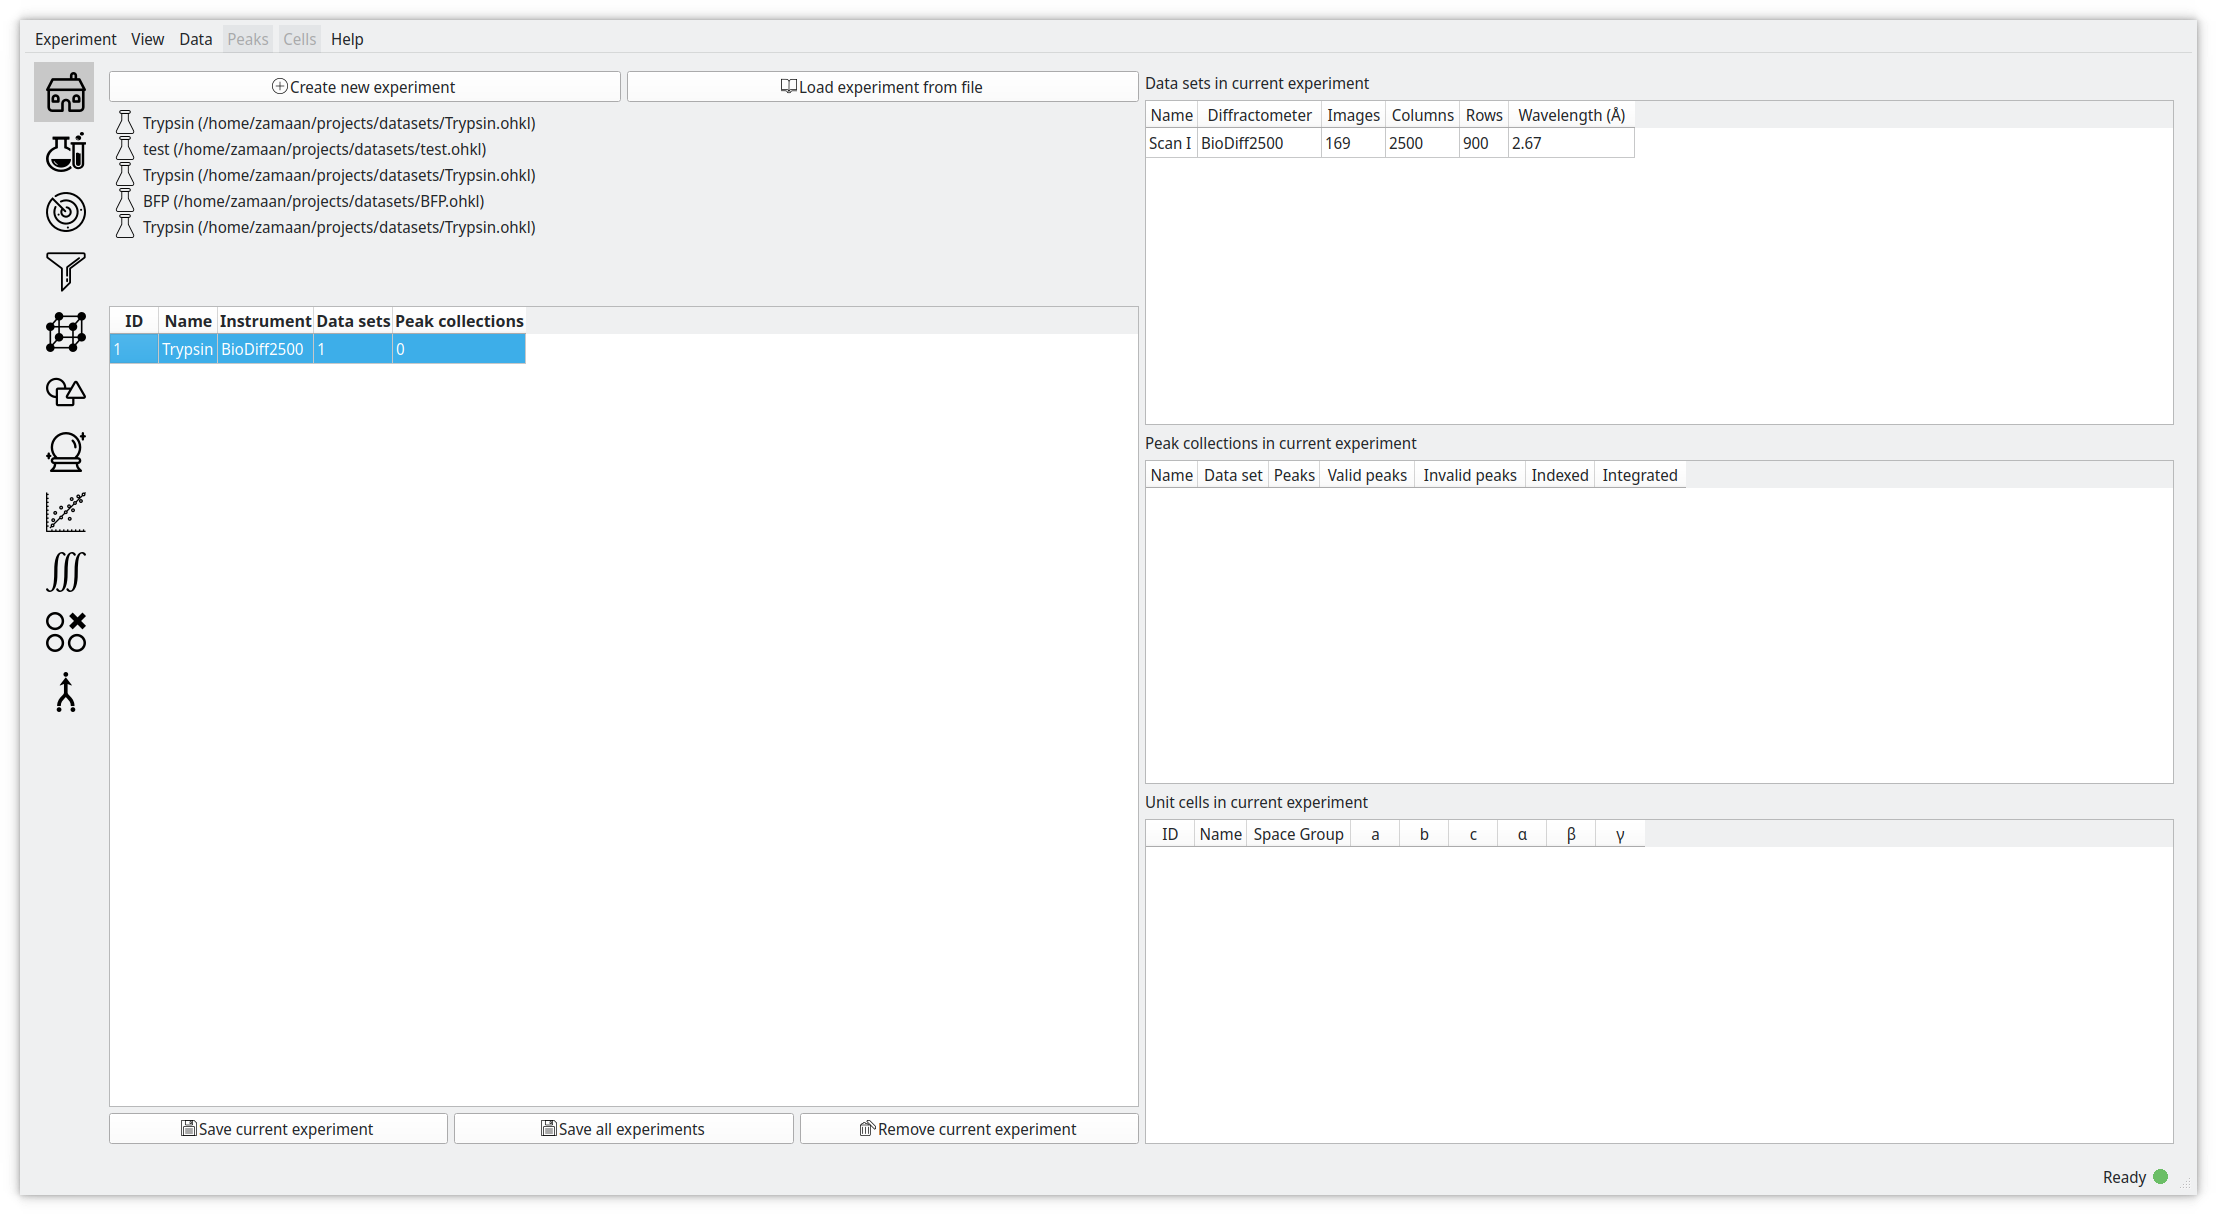 Experiment View Data Peaks Cells Help
Create new experiment
Load experiment from file
Trypsin (/home/zamaan/projects/datasets/Trypsin.ohkl)
test (/home/zamaan/projects/datasets/test.ohkl)
Trypsin (/home/zamaan/projects/datasets/Trypsin.ohkl)
BFP (/home/zamaan/projects/datasets/BFP.ohkl)
Trypsin (/home/zamaan/projects/datasets/Trypsin.ohkl)
ID Name Instrument Data sets Peak collections
1 Trypsin BioDiff2500 1 0
Save current experiment
Save all experiments
Remove current experiment
Data sets in current experiment
Name Diffractometer Images Columns Rows Wavelength (Å)
Scan I BioDiff2500 169 2500 900 2.67
Peak collections in current experiment
Name Data set Peaks Valid peaks Invalid peaks Indexed Integrated
Unit cells in current experiment
ID Name Space Group a b c α β γ
Ready